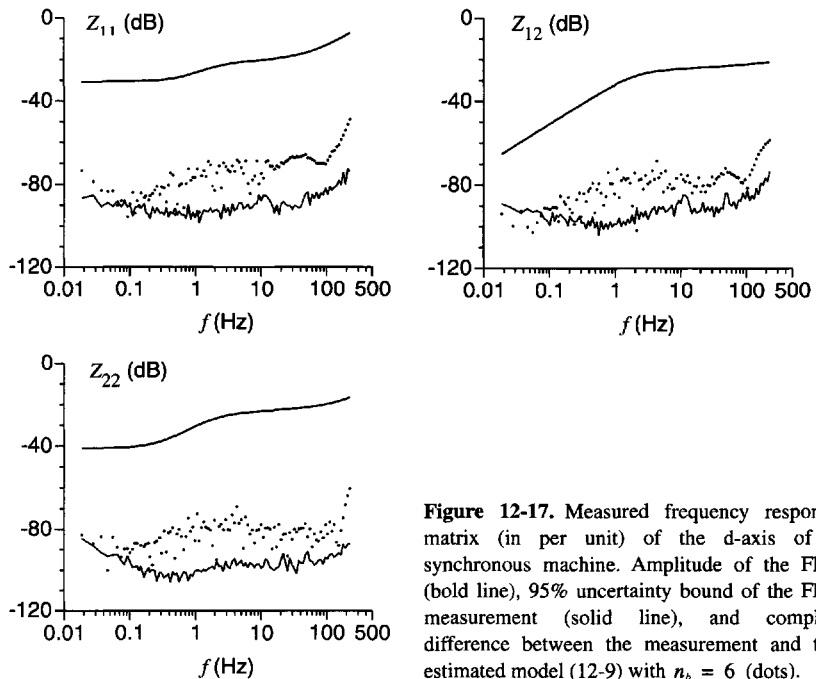 Z11 (dB)
0
-40
-80
-120
0.01 0.1 1 10 100 500
f (Hz)
Z12 (dB)
0
-40
-80
-120
0.01 0.1 1 10 100 500
f (Hz)
Z22 (dB)
0
-40
-80
-120
0.01 0.1 1 10 100 500
f (Hz)
Figure 12-17. Measured frequency respon
matrix (in per unit) of the d-axis of
synchronous machine. Amplitude of the FI
(bold line), 95% uncertainty bound of the FI
measurement (solid line), and compl
difference between the measurement and t
estimated model (12-9) with nb = 6 (dots).